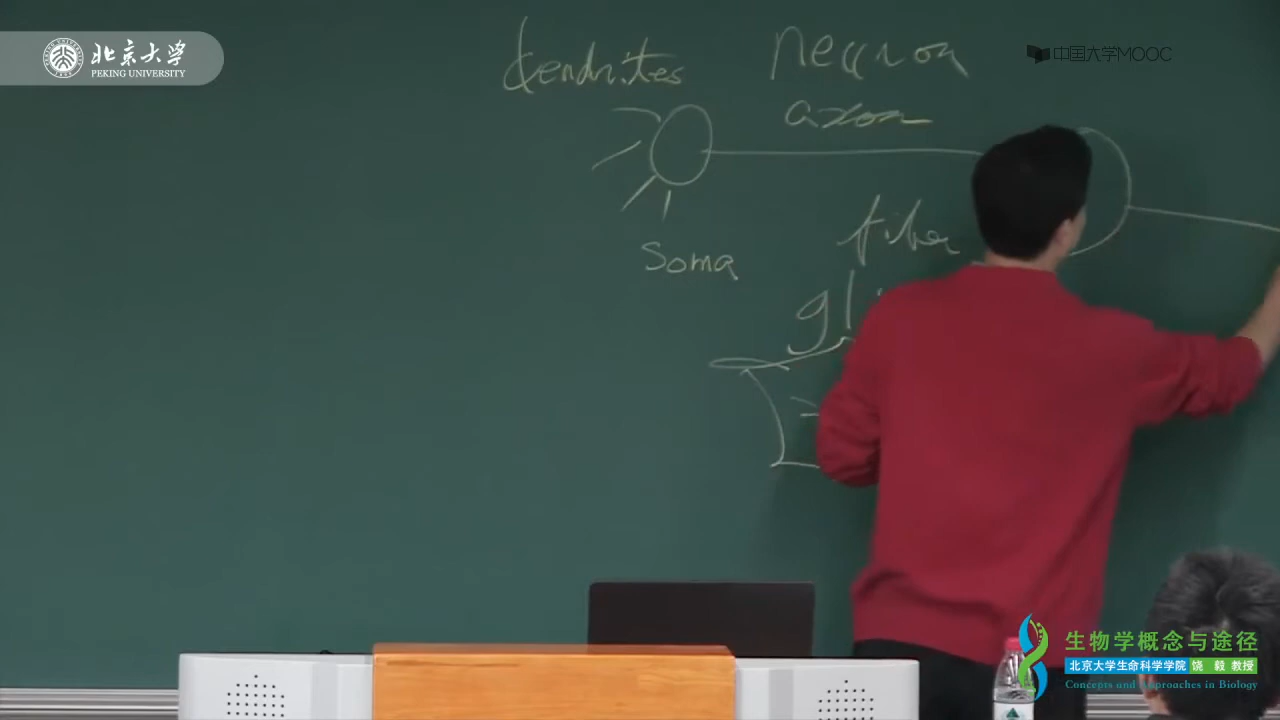 北京大学
PEKING UNIVERSITY
中国大学MOOC
dendrites
neuron
axon
fiber
soma
gl
生物学概念与途径
北京大学生命科学学院 饶 毅 教授
Concepts and Approaches in Biology